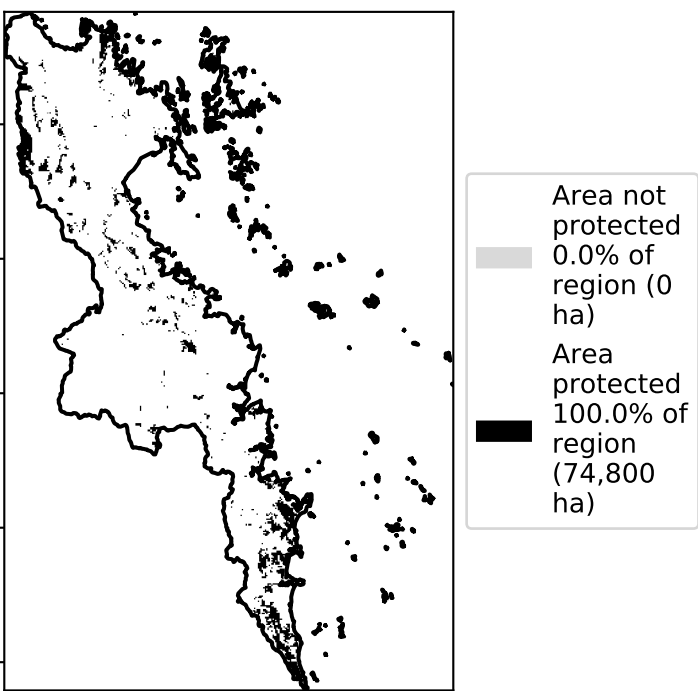 Area not
protected
0.0% of
region (0
ha)
Area
protected
100.0% of
region
(74,800
ha)